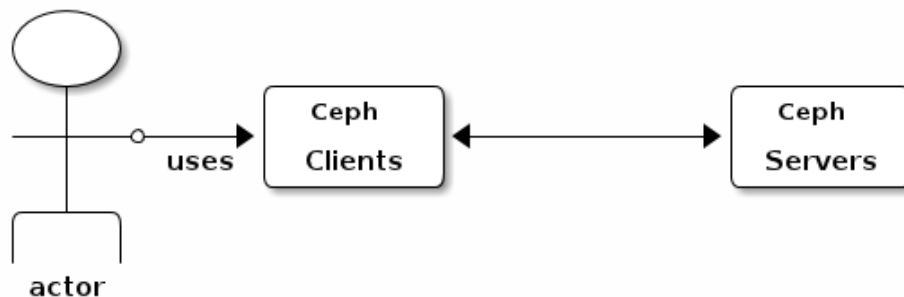 Ceph
Clients
Ceph
Servers
uses
actor